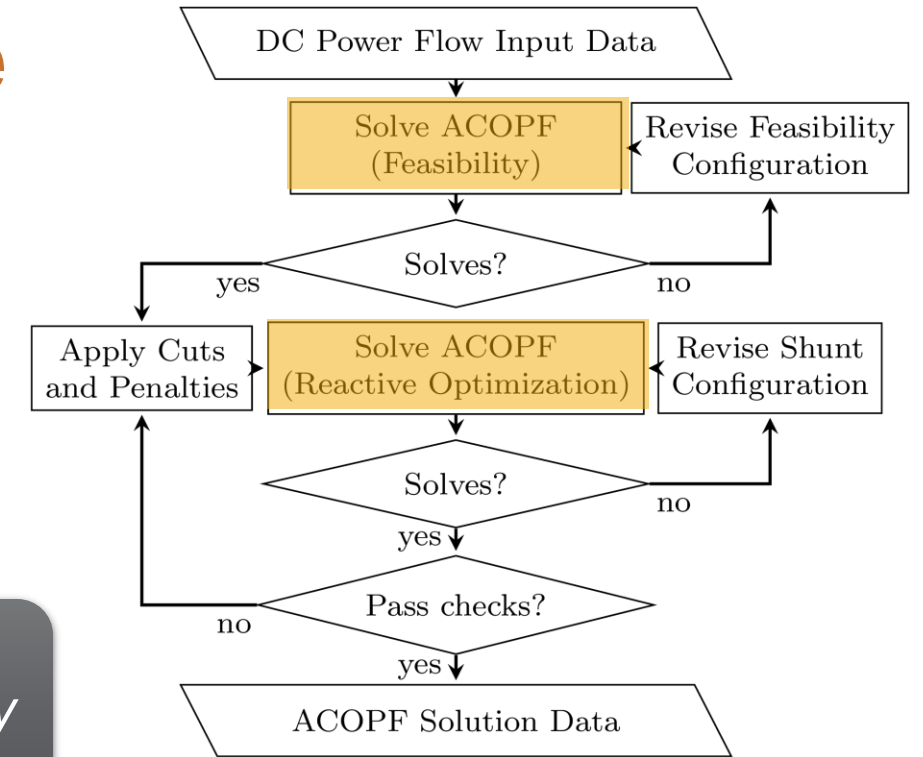 e
DC Power Flow Input Data
Solve ACOPF
(Feasibility)
Revise Feasibility
Configuration
Solves?
yes
no
Apply Cuts
and Penalties
Solve ACOPF
(Reactive Optimization)
Revise Shunt
Configuration
Solves?
no
yes
Pass checks?
no
yes
y
ACOPF Solution Data